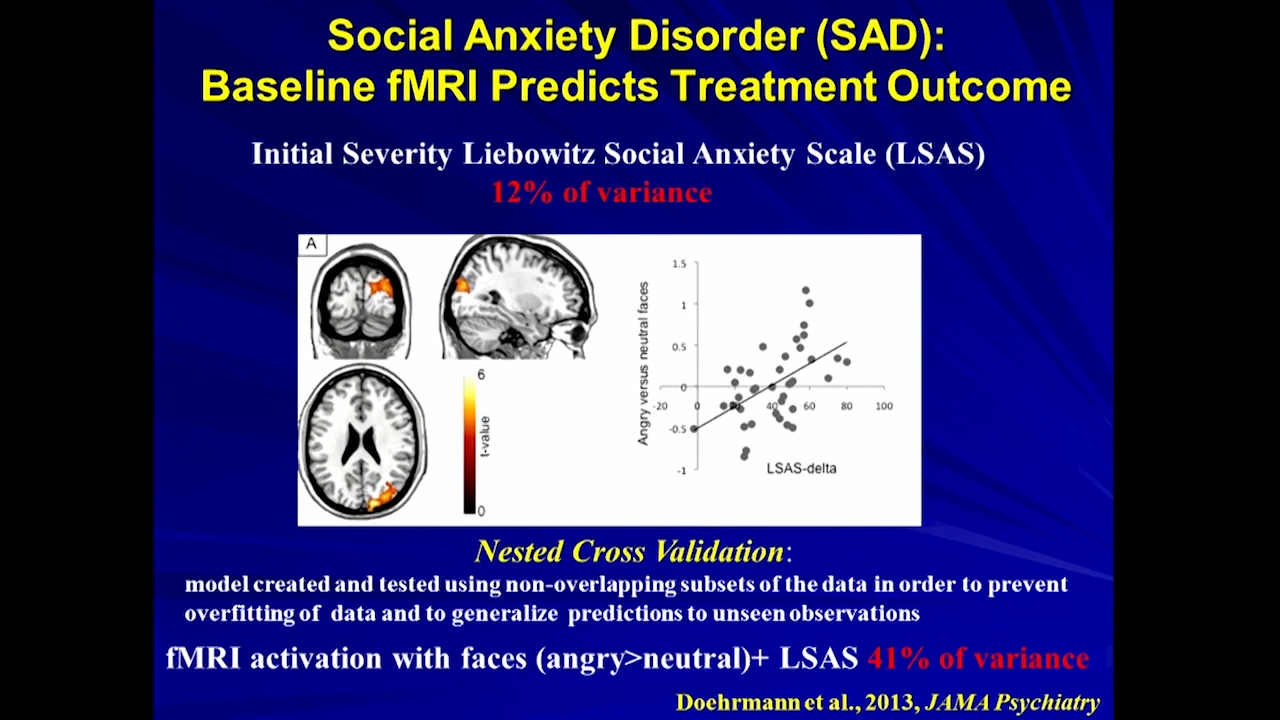 Social Anxiety Disorder (SAD):
Baseline fMRI Predicts Treatment Outcome
Initial Severity Liebowitz Social Anxiety Scale (LSAS)
12% of variance
A
6
t-value
0
Angry versus neutral faces
1.5
1
0.5
0
-0.5
-1
-20 0 20 40 60 80 100
LSAS-delta
Nested Cross Validation:
model created and tested using non-overlapping subsets of the data in order to prevent
overfitting of data and to generalize predictions to unseen observations
fMRI activation with faces (angry>neutral)+ LSAS 41% of variance
Doehrmann et al., 2013, JAMA Psychiatry